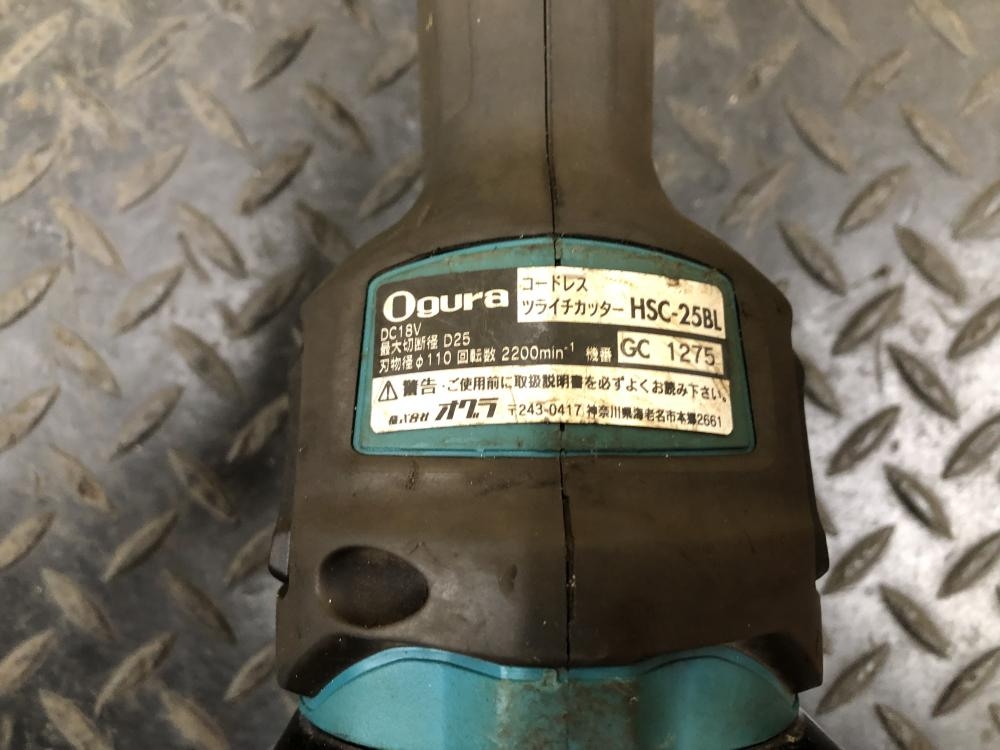 Ogura コードレス
ツライチカッター HSC-25BL
DC18V
最大切断径 D25
刃物径φ110 回転数 2200min⁻¹ 機番 GC 1275
⚠警告・ご使用前に取扱説明書を必ずよくお読み下さい。
株式会社 オグラ 〒243-0417 神奈川県海老名市本郷2661